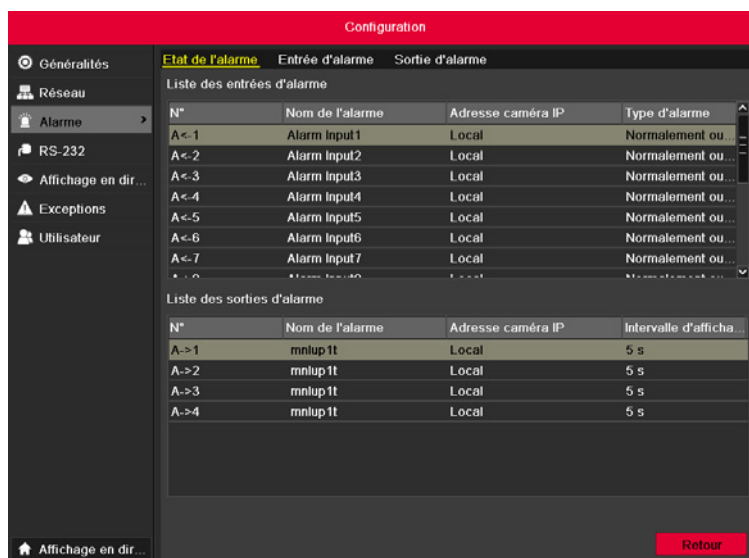 Configuration
Généralités
Réseau
Alarme
RS-232
Affichage en dir...
Exceptions
Utilisateur
Etat de l'alarme Entrée d'alarme Sortie d'alarme
Liste des entrées d'alarme
N° Nom de l'alarme Adresse caméra IP Type d'alarme
A<-1 Alarm Input1 Local Normalement ou...
A<-2 Alarm Input2 Local Normalement ou...
A<-3 Alarm Input3 Local Normalement ou...
A<-4 Alarm Input4 Local Normalement ou...
A<-5 Alarm Input5 Local Normalement ou...
A<-6 Alarm Input6 Local Normalement ou...
A<-7 Alarm Input7 Local Normalement ou...
Liste des sorties d'alarme
N° Nom de l'alarme Adresse caméra IP Intervalle d'afficha...
A->1 mnlup1t Local 5 s
A->2 mnlup1t Local 5 s
A->3 mnlup1t Local 5 s
A->4 mnlup1t Local 5 s
Affichage en dir...
Retour